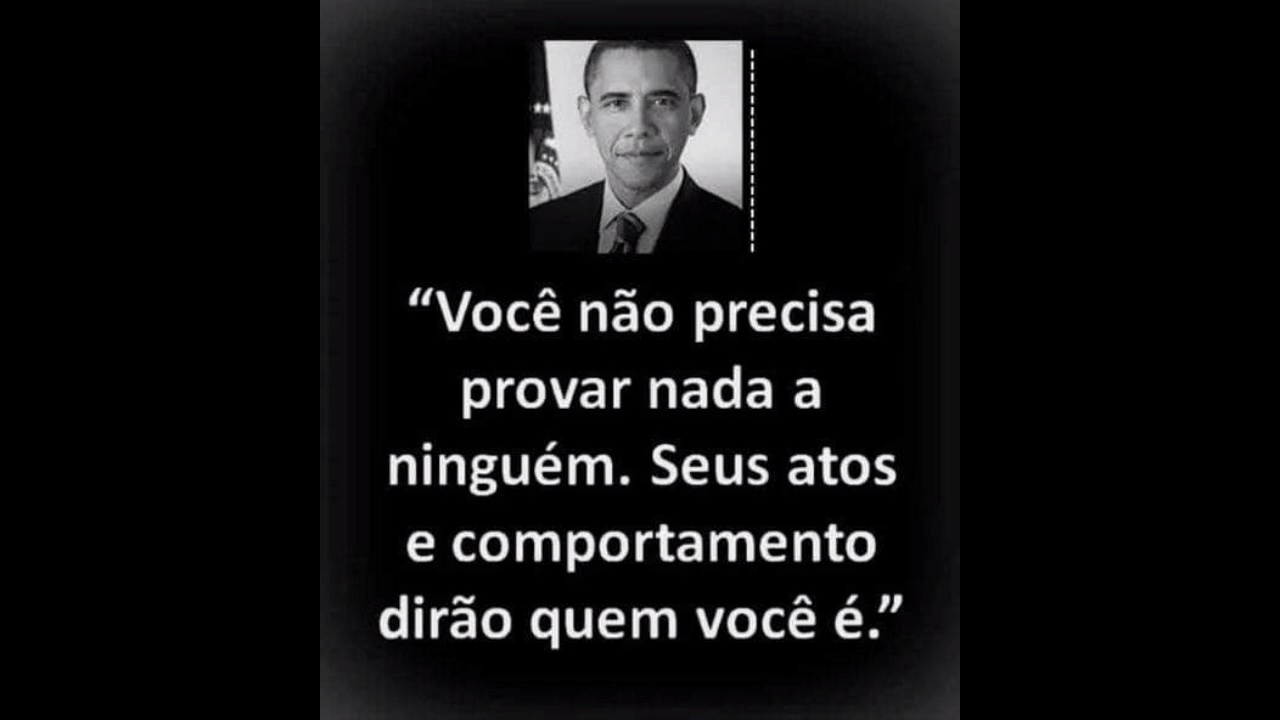 “Você não precisa
provar nada a
ninguém. Seus atos
e comportamento
dirão quem você é.”